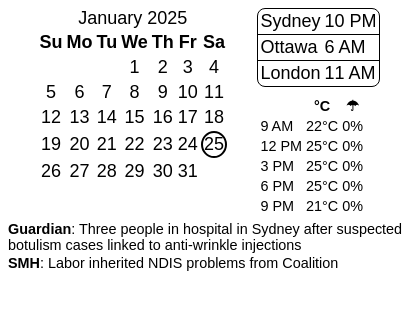 January 2025
Su Mo Tu We Th Fr Sa
1 2 3 4
5 6 7 8 9 10 11
12 13 14 15 16 17 18
19 20 21 22 23 24 25
26 27 28 29 30 31
Sydney 10 PM
Ottawa 6 AM
London 11 AM
°C ☂
9 AM 22°C 0%
12 PM 25°C 0%
3 PM 25°C 0%
6 PM 25°C 0%
9 PM 21°C 0%
Guardian: Three people in hospital in Sydney after suspected
botulism cases linked to anti-wrinkle injections
SMH: Labor inherited NDIS problems from Coalition